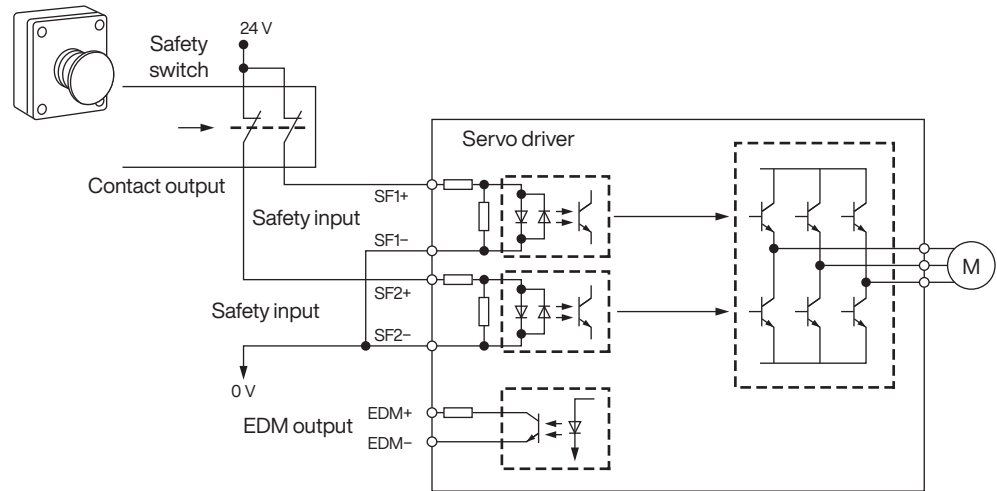 24 V
Safety
switch
Servo driver
Contact output
SF1+
Safety input
SF1–
M
SF2+
Safety input
SF2–
0 V
EDM+
EDM output
EDM–